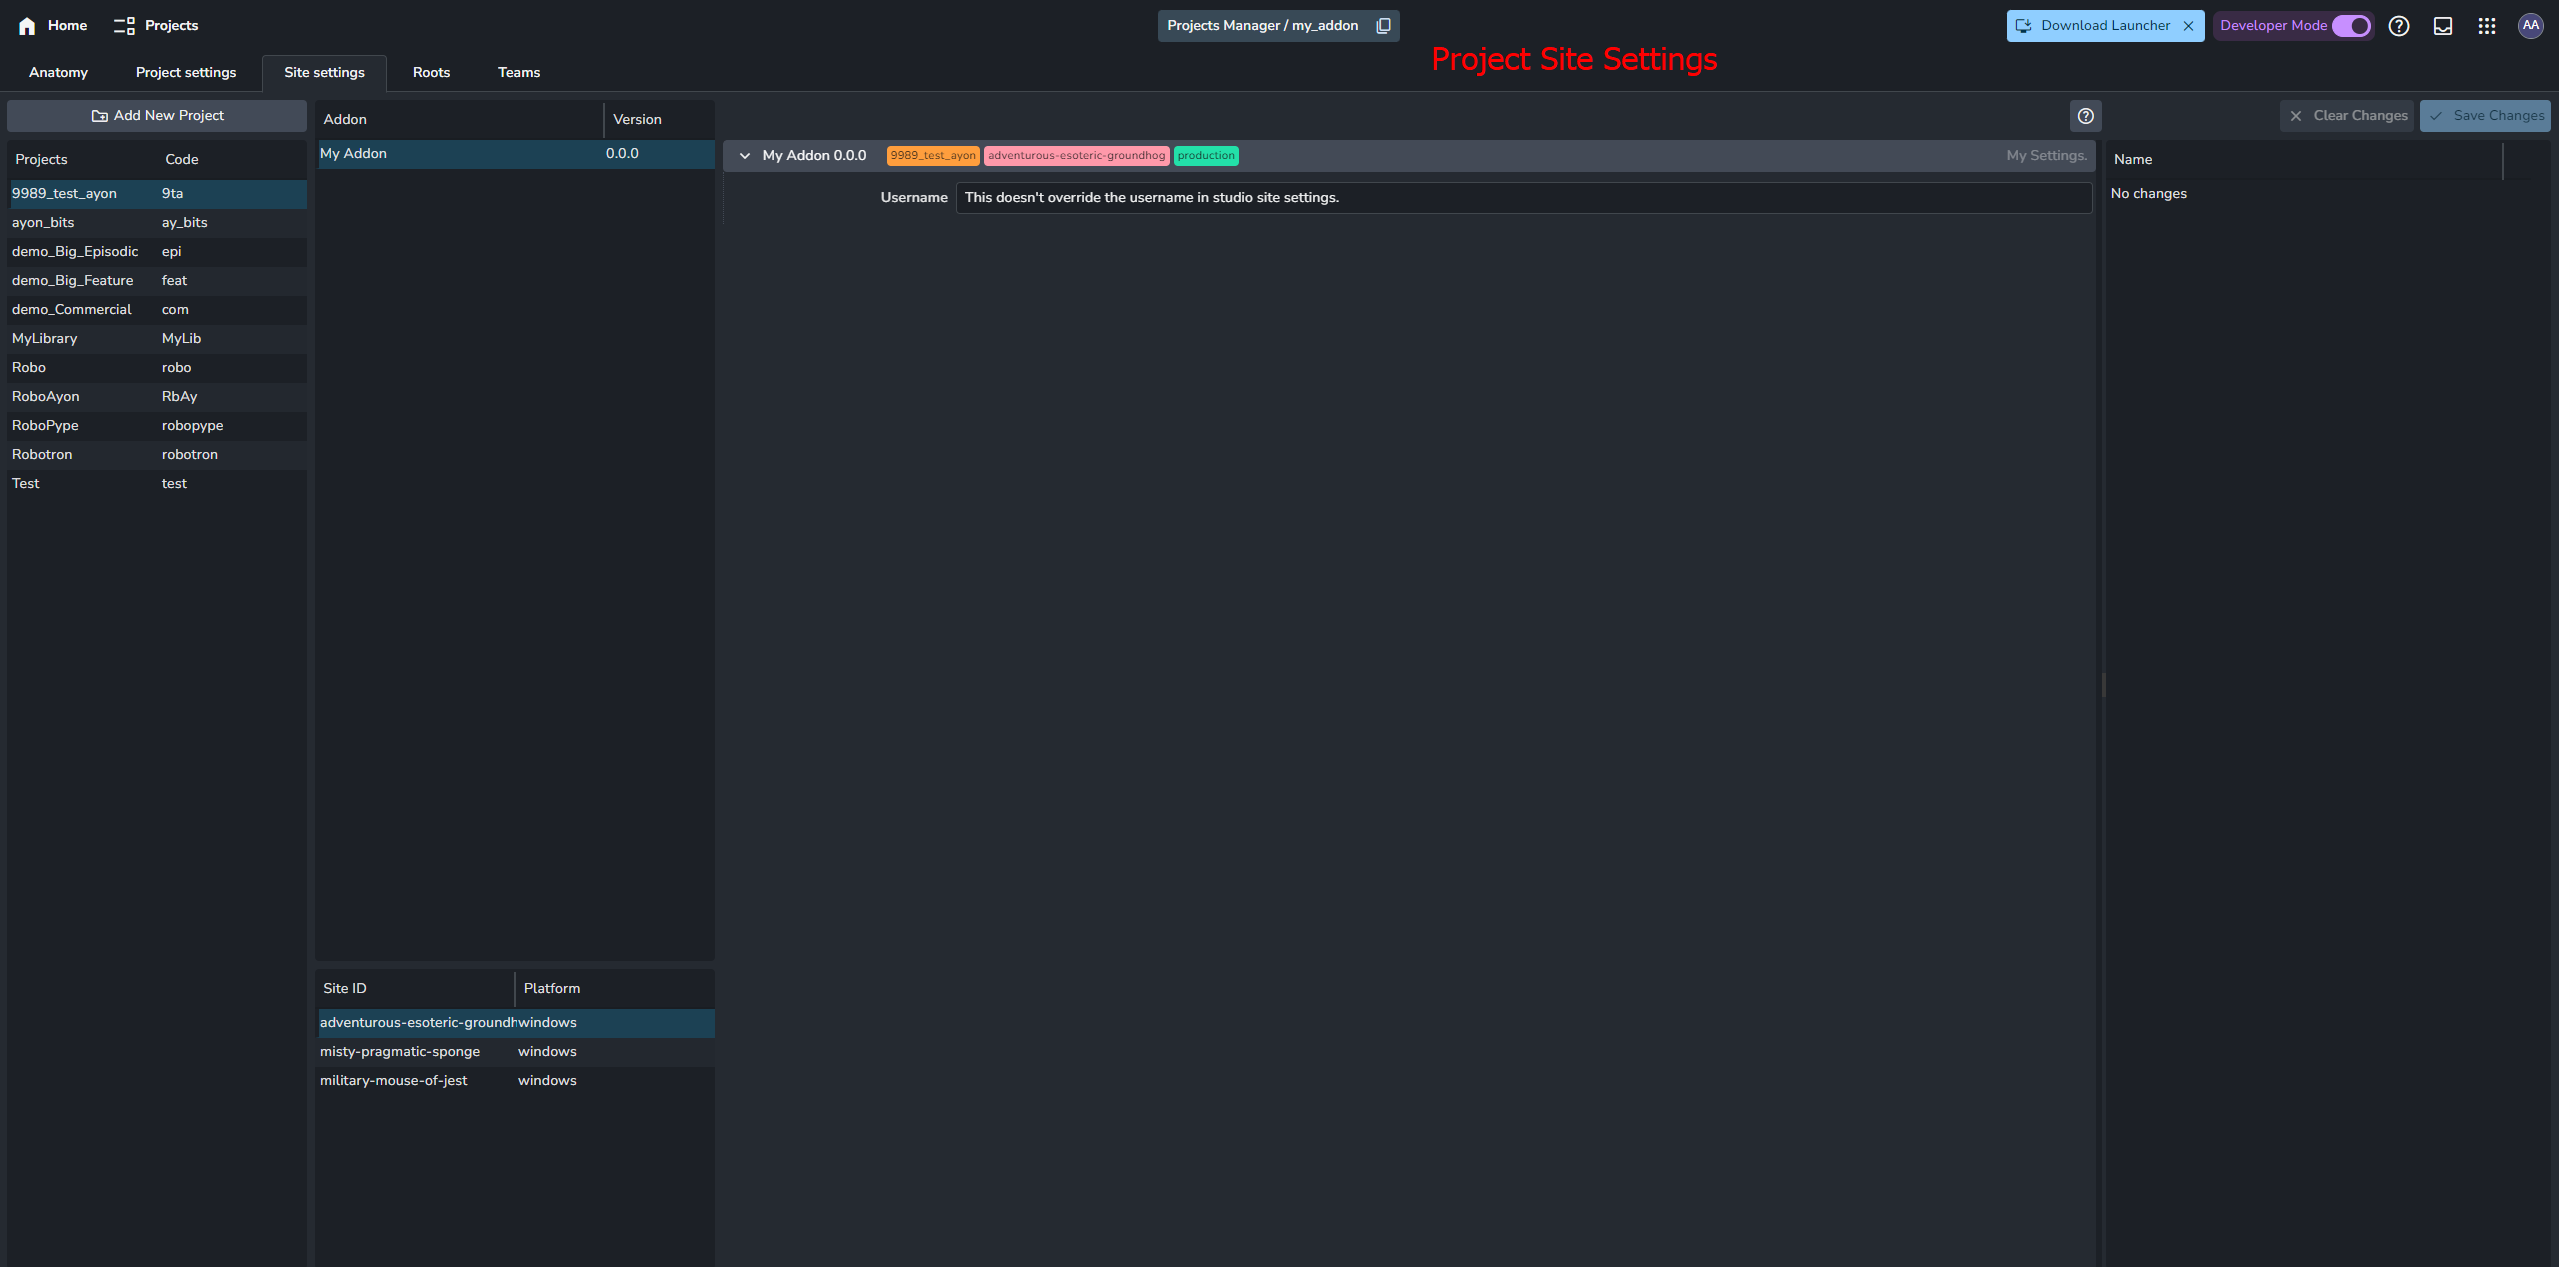 Home
Projects
Projects Manager / my_addon
Download Launcher
Developer Mode
AA
Project Site Settings
Anatomy
Project settings
Site settings
Roots
Teams
Add New Project
Projects Code
9989_test_ayon 9ta
ayon_bits ay_bits
demo_Big_Episodic epi
demo_Big_Feature feat
demo_Commercial com
MyLibrary MyLib
Robo robo
RoboAyon RbAy
RoboPype robopype
Robotron robotron
Test test
Addon Version
My Addon 0.0.0
Site ID Platform
adventurous-esoteric-groundh windows
misty-pragmatic-sponge windows
military-mouse-of-jest windows
My Addon 0.0.0 9989_test_ayon adventurous-esoteric-groundhog production My Settings.
Username This doesn't override the username in studio site settings.
Clear Changes
Save Changes
Name
No changes